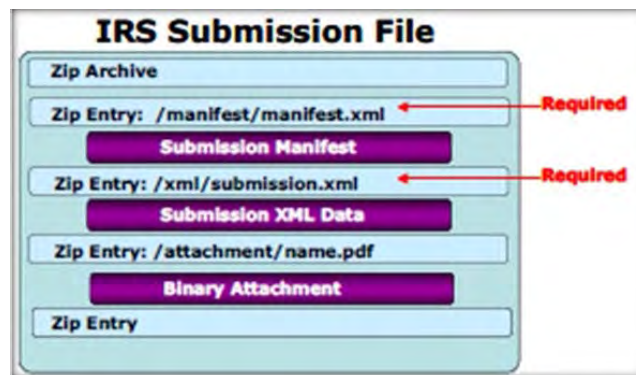 IRS Submission File
Zip Archive
Zip Entry: /manifest/manifest.xml
Required
Submission Manifest
Zip Entry: /xml/submission.xml
Required
Submission XML Data
Zip Entry: /attachment/name.pdf
Binary Attachment
Zip Entry